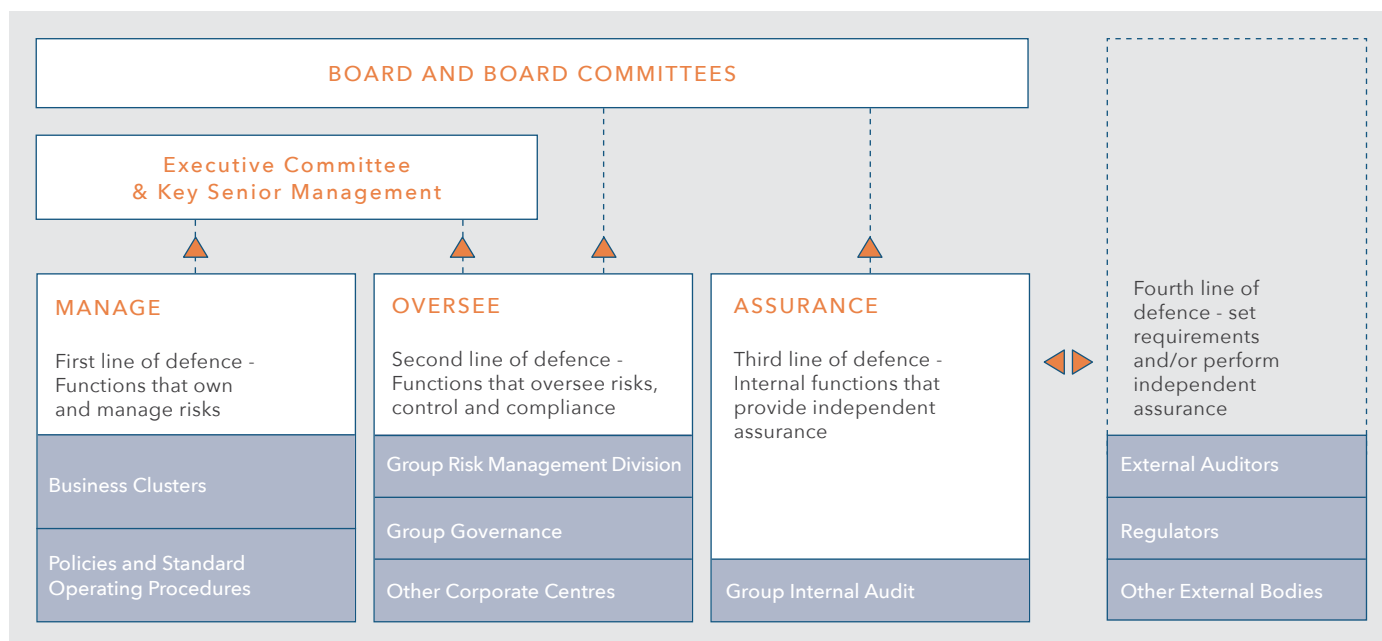 BOARD AND BOARD COMMITTEES
Executive Committee
& Key Senior Management
MANAGE
First line of defence -
Functions that own
and manage risks
Business Clusters
Policies and Standard
Operating Procedures
OVERSEE
Second line of defence -
Functions that oversee risks,
control and compliance
Group Risk Management Division
Group Governance
Other Corporate Centres
ASSURANCE
Third line of defence -
Internal functions that
provide independent
assurance
Group Internal Audit
Fourth line of
defence - set
requirements
and/or perform
independent
assurance
External Auditors
Regulators
Other External Bodies